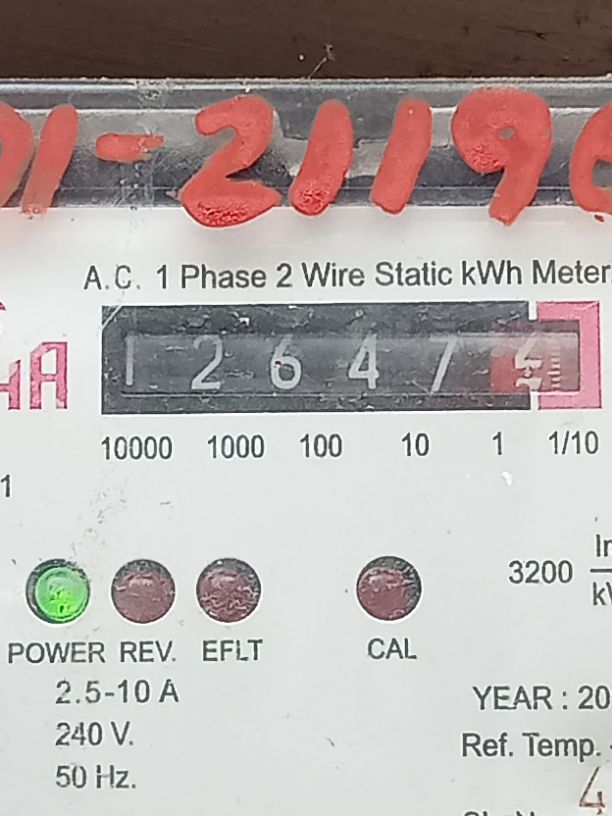 01-2119
A.C. 1 Phase 2 Wire Static kWh Meter
HA
1 2 6 4 7
10000 1000 100 10 1 1/10
1
3200
POWER REV. EFLT CAL
2.5-10 A
YEAR : 20
240 V.
Ref. Temp.
50 Hz.
4